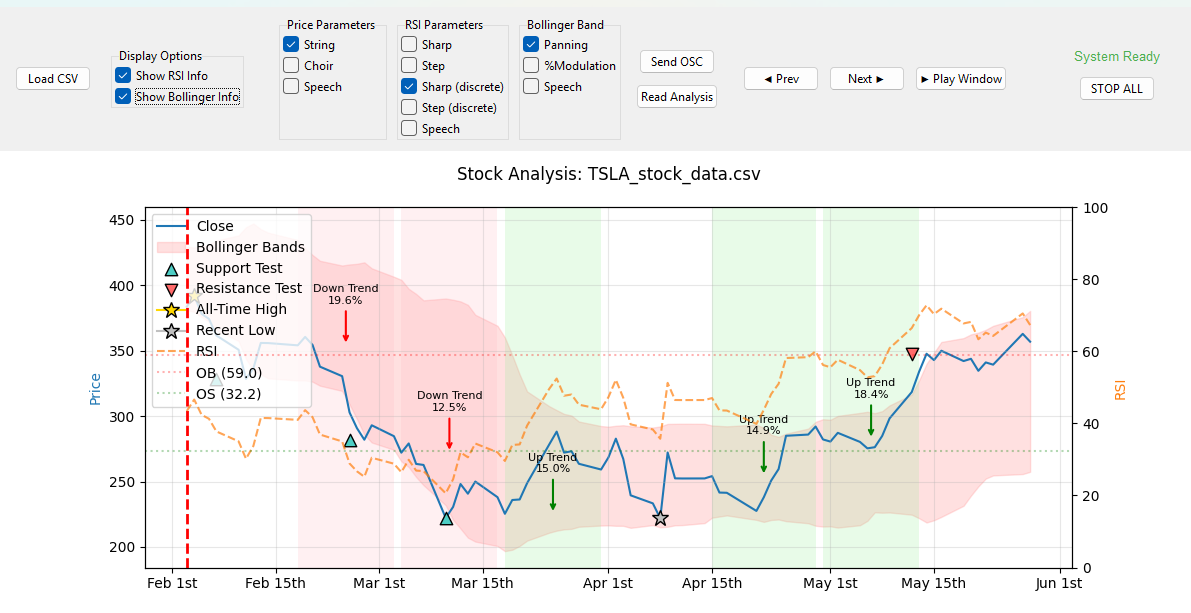 Load CSV
Display Options
Show RSI Info
Show Bollinger Info
Price Parameters
String
Choir
Speech
RSI Parameters
Sharp
Step
Sharp (discrete)
Step (discrete)
Speech
Bollinger Band
Panning
%Modulation
Speech
Send OSC
Read Analysis
◄ Prev
Next ►
► Play Window
System Ready
STOP ALL
Stock Analysis: TSLA_stock_data.csv
Close
Bollinger Bands
Support Test
Resistance Test
All-Time High
Recent Low
RSI
OB (59.0)
OS (32.2)
Down Trend
19.6%
Down Trend
12.5%
Up Trend
15.0%
Up Trend
14.9%
Up Trend
18.4%
Price
450
400
350
300
250
200
RSI
100
80
60
40
20
0
Feb 1st
Feb 15th
Mar 1st
Mar 15th
Apr 1st
Apr 15th
May 1st
May 15th
Jun 1st